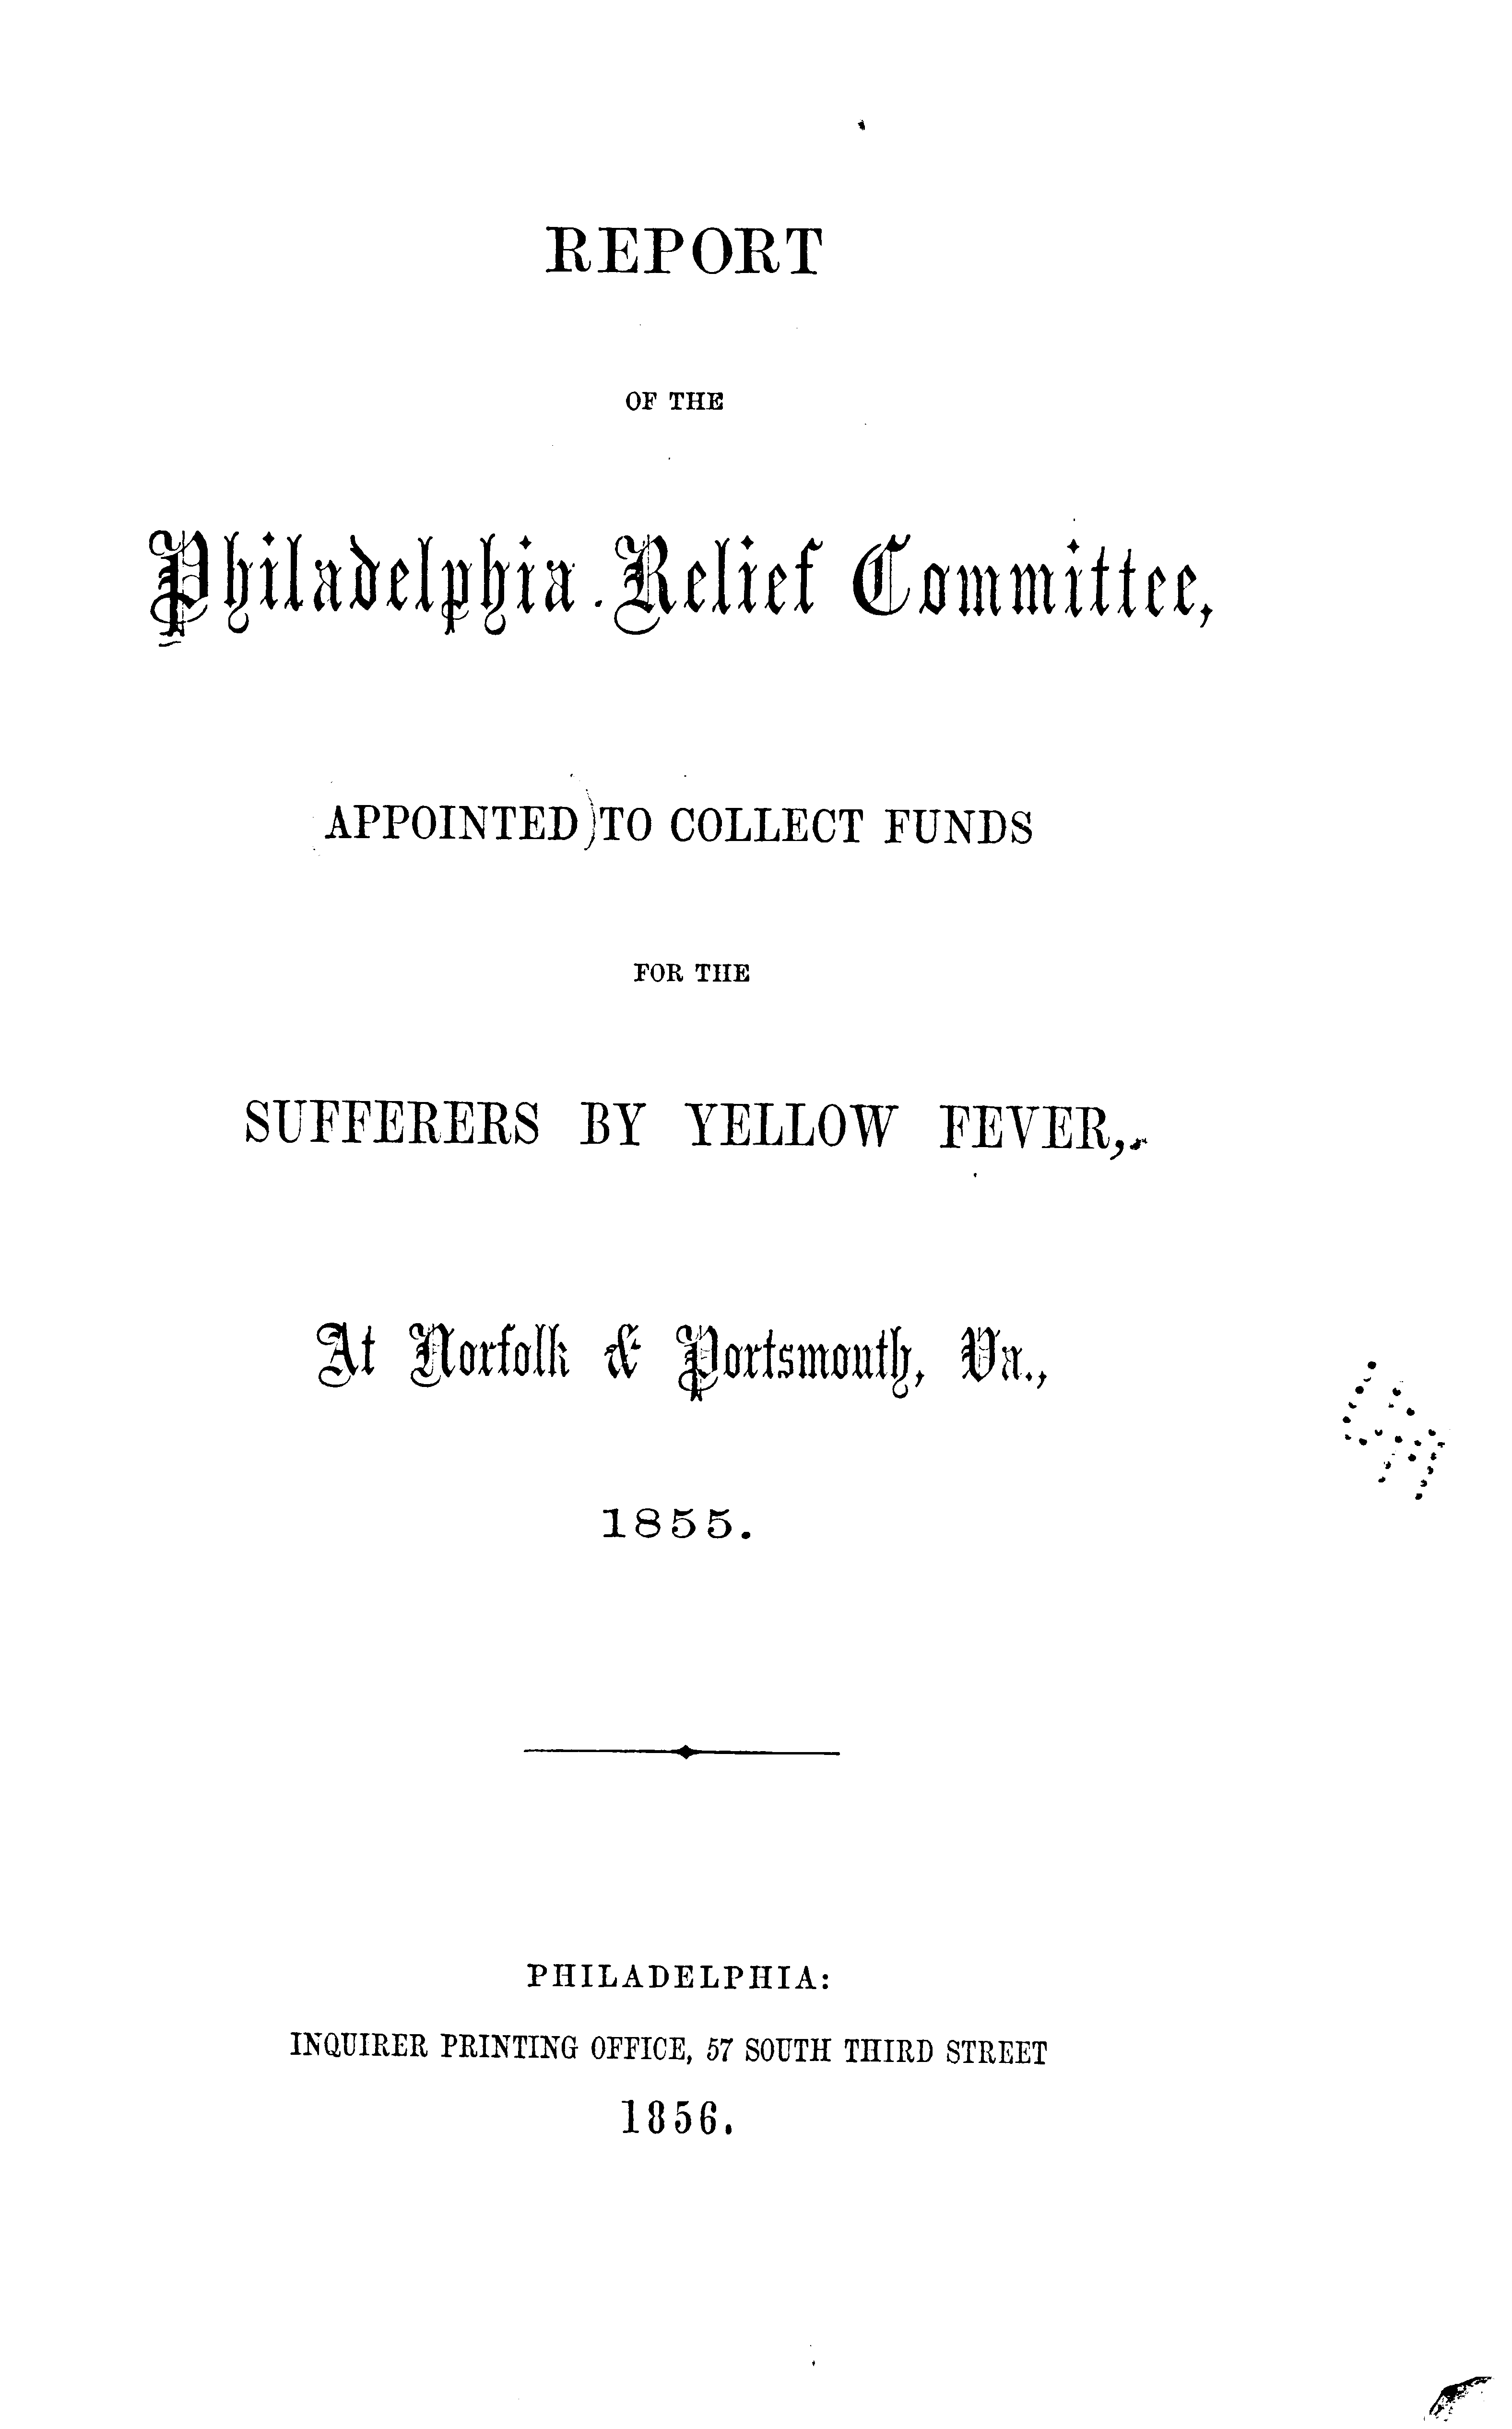 REPORT
OF THE
Philadelphia Relief Committee,
APPOINTED TO COLLECT FUNDS
FOR THE
SUFFERERS BY YELLOW FEVER,
At Norfolk & Portsmouth, Va.,
1855.
PHILADELPHIA:
INQUIRER PRINTING OFFICE, 57 SOUTH THIRD STREET
1856.